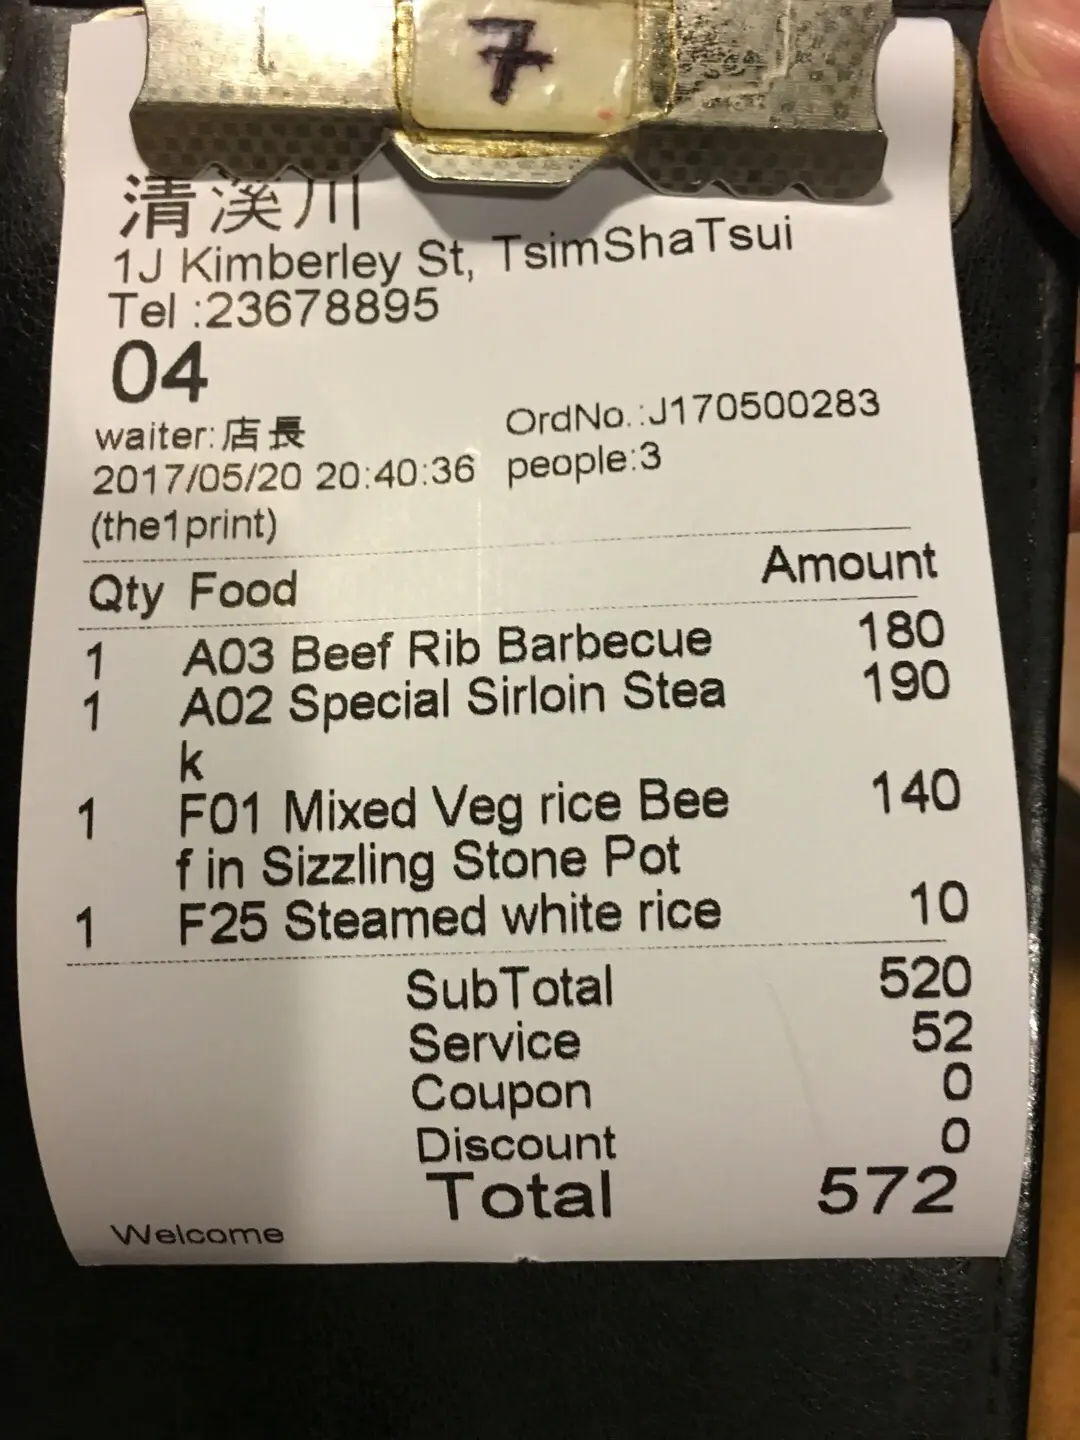 7
清溪川
1J Kimberley St, TsimShaTsui
Tel :23678895
04
waiter:店長 OrdNo.:J170500283
2017/05/20 20:40:36 people:3
(the1print)
Qty Food Amount
1 A03 Beef Rib Barbecue 180
1 A02 Special Sirloin Stea 190
k
1 F01 Mixed Veg rice Bee 140
f in Sizzling Stone Pot
1 F25 Steamed white rice 10
SubTotal 520
Service 52
Coupon 0
Discount 0
Total 572
Welcome